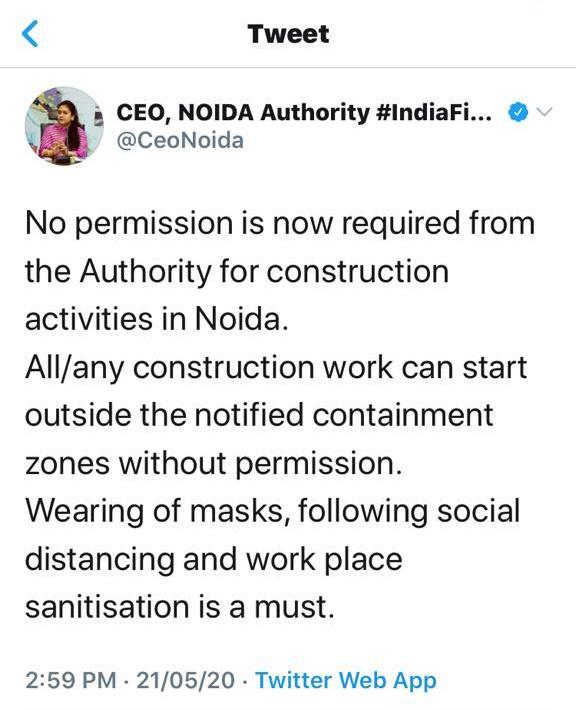 Tweet
CEO, NOIDA Authority #IndiaFi...
@CeoNoida
No permission is now required from
the Authority for construction
activities in Noida.
All/any construction work can start
outside the notified containment
zones without permission.
Wearing of masks, following social
distancing and work place
sanitisation is a must.
2:59 PM · 21/05/20 · Twitter Web App